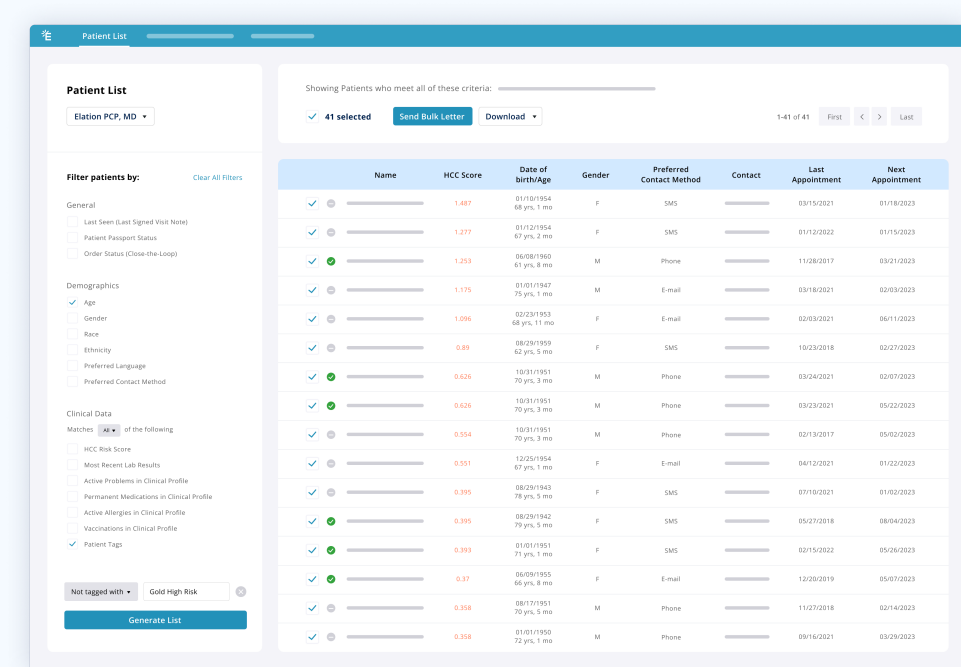 Patient List
Patient List
Elation PCP, MD
Filter patients by:
Clear All Filters
General
Last Seen (Last Signed Visit Note)
Patient Passport Status
Order Status (Close-the-Loop)
Demographics
Age
Gender
Race
Ethnicity
Preferred Language
Preferred Contact Method
Clinical Data
Matches All of the following
HCC Risk Score
Most Recent Lab Results
Active Problems in Clinical Profile
Permanent Medications in Clinical Profile
Active Allergies in Clinical Profile
Vaccinations in Clinical Profile
Patient Tags
Not tagged with Gold High Risk
Generate List
Showing Patients who meet all of these criteria:
41 selected Send Bulk Letter Download 1-41 of 41 First < > Last
Name HCC Score Date of birth/Age Gender Preferred Contact Method Contact Last Appointment Next Appointment
1.487 01/10/1954 68 yrs, 1 mo F SMS 03/15/2021 01/18/2023
1.277 01/12/1954 67 yrs, 2 mo F SMS 01/12/2022 01/15/2023
1.253 06/08/1960 61 yrs, 8 mo M Phone 11/28/2017 03/21/2023
1.175 01/01/1947 75 yrs, 1 mo M E-mail 03/18/2021 02/03/2023
1.096 02/23/1953 68 yrs, 11 mo F E-mail 02/03/2021 06/11/2023
0.89 08/29/1959 62 yrs, 5 mo F SMS 10/23/2018 02/27/2023
0.626 10/31/1951 70 yrs, 3 mo M Phone 03/24/2021 02/07/2023
0.626 10/31/1951 70 yrs, 3 mo M Phone 03/23/2021 05/22/2023
0.554 10/31/1951 70 yrs, 3 mo M Phone 02/13/2017 05/02/2023
0.551 12/25/1954 67 yrs, 1 mo F E-mail 04/12/2021 01/22/2023
0.395 08/29/1943 78 yrs, 5 mo F SMS 07/10/2021 01/02/2023
0.395 08/29/1942 79 yrs, 5 mo F SMS 05/27/2018 08/04/2023
0.393 01/01/1951 71 yrs, 1 mo F SMS 02/15/2022 05/26/2023
0.37 06/09/1955 66 yrs, 8 mo F E-mail 12/20/2019 05/07/2023
0.358 08/17/1951 70 yrs, 5 mo M Phone 11/27/2018 02/14/2023
0.358 01/01/1950 72 yrs, 1 mo M Phone 09/16/2021 03/29/2023